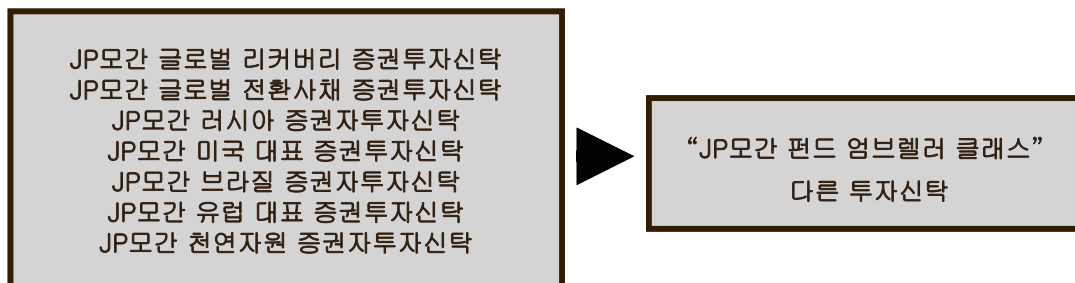 JP모간 글로벌 리커버리 증권투자신탁
JP모간 글로벌 전환사채 증권투자신탁
JP모간 러시아 증권자투자신탁
JP모간 미국 대표 증권투자신탁
JP모간 브라질 증권자투자신탁
JP모간 유럽 대표 증권투자신탁
JP모간 천연자원 증권자투자신탁
“JP모간 펀드 엄브렐러 클래스”
다른 투자신탁